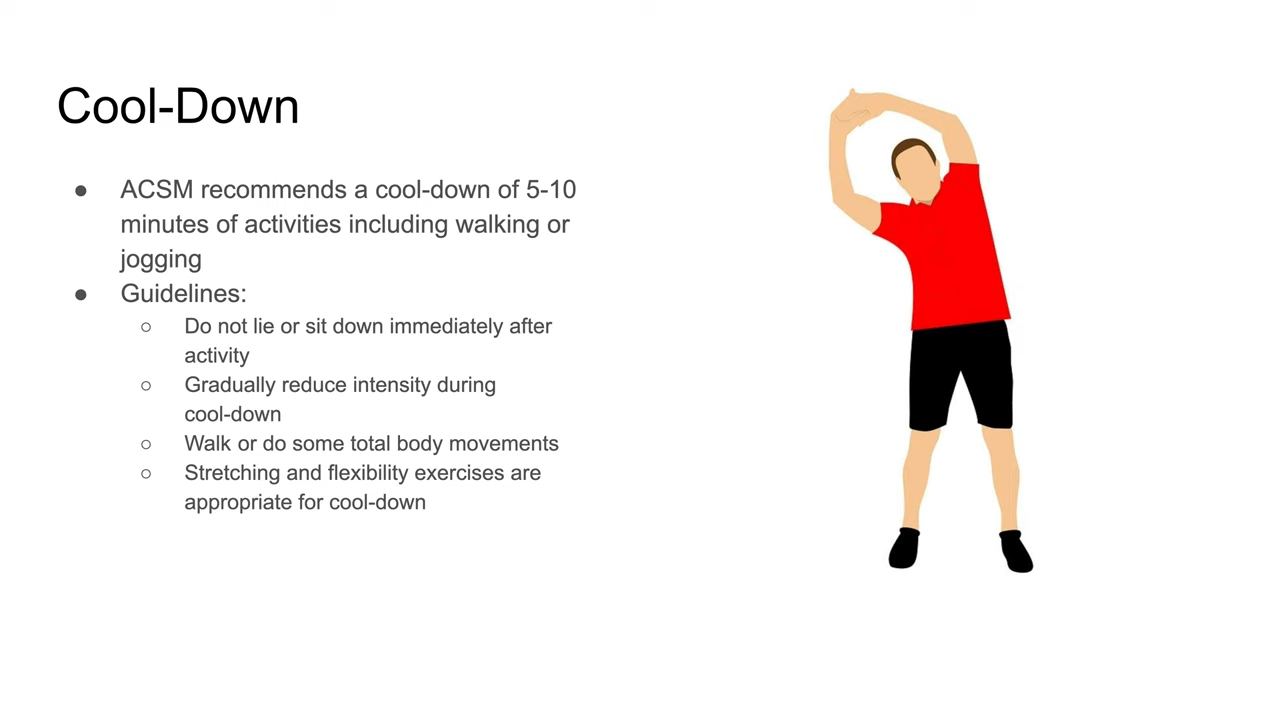 Cool-Down
● ACSM recommends a cool-down of 5-10
minutes of activities including walking or
jogging
● Guidelines:
○ Do not lie or sit down immediately after
activity
○ Gradually reduce intensity during
cool-down
○ Walk or do some total body movements
○ Stretching and flexibility exercises are
appropriate for cool-down